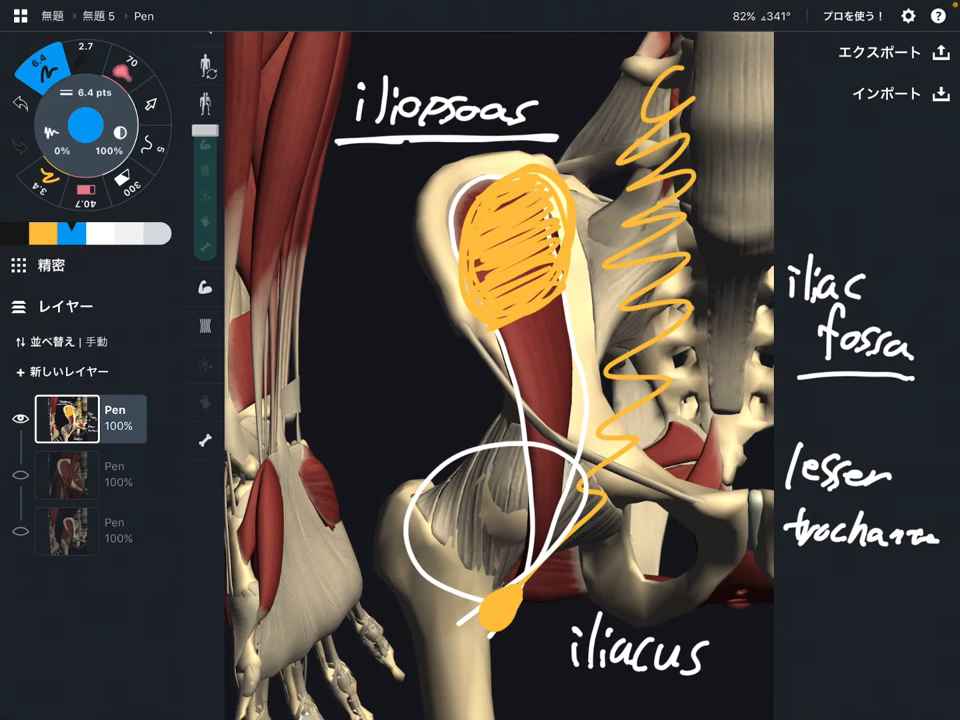 無題 › 無題 5 › Pen
82% ⦟341°
プロを使う!
エクスポート
インポート
2.7
6.4
70
6.4 pts
0% 100%
5
3.4
40.7
300
精密
レイヤー
並べ替え | 手動
+ 新しいレイヤー
Pen
100%
Pen
100%
Pen
100%
iliopsoas
iliac
fossa
lesser
iliacus